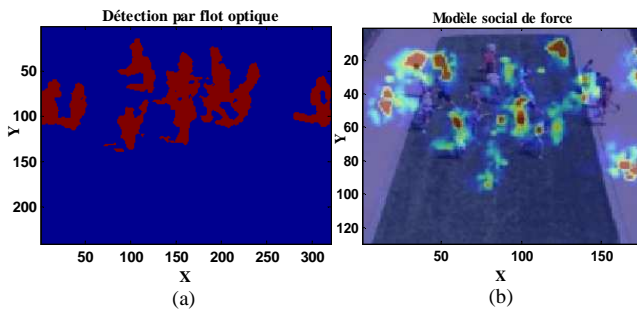 Détection par flot optique
Y
50
100
150
200
50 100 150 200 250 300
X
(a)
Modèle social de force
Y
20
40
60
80
100
120
50 100 150
X
(b)